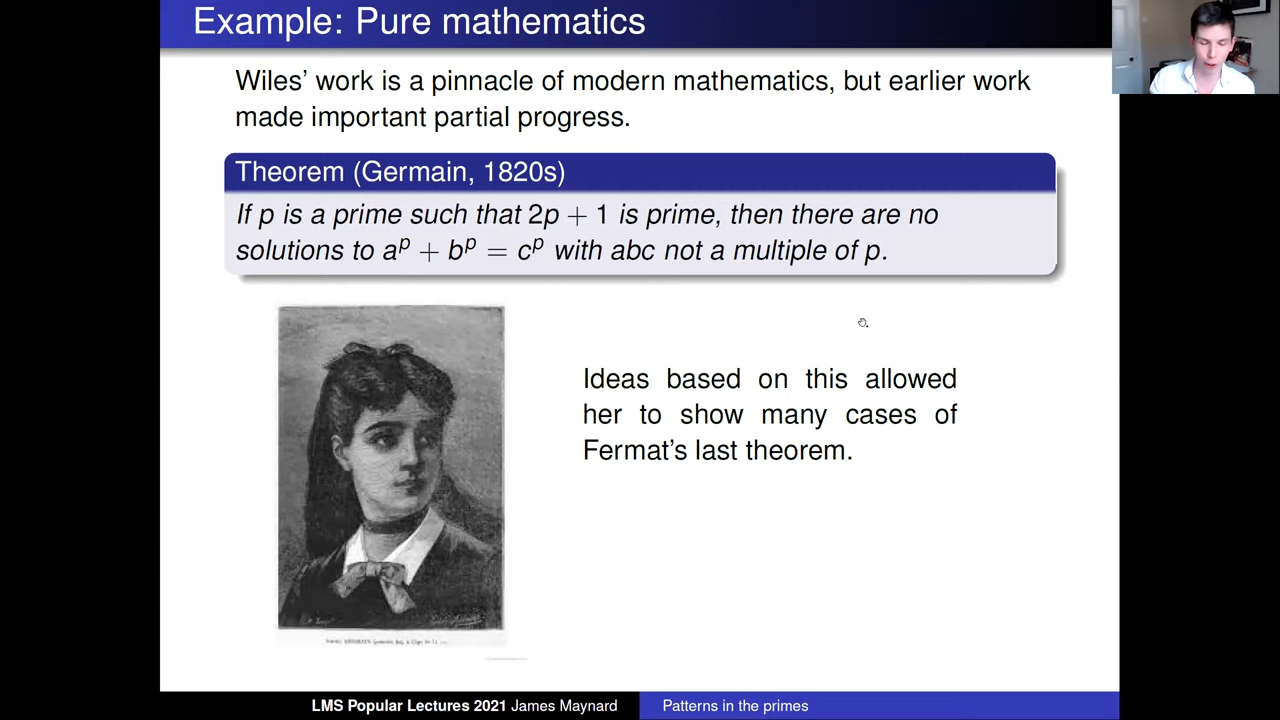 Example: Pure mathematics
Wiles' work is a pinnacle of modern mathematics, but earlier work
made important partial progress.
Theorem (Germain, 1820s)
If p is a prime such that 2p + 1 is prime, then there are no
solutions to aᵖ + bᵖ = cᵖ with abc not a multiple of p.
Ideas based on this allowed
her to show many cases of
Fermat's last theorem.
LMS Popular Lectures 2021 James Maynard
Patterns in the primes